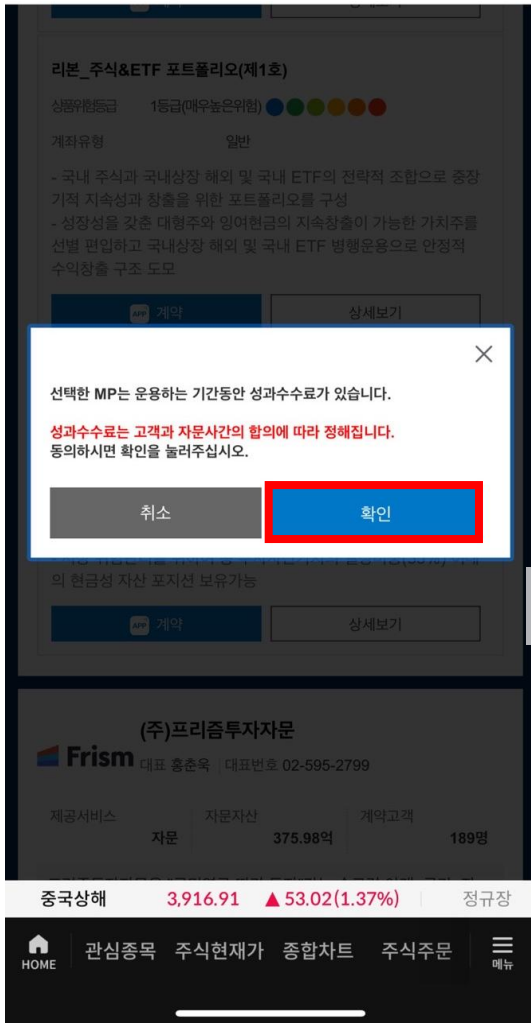 리본_주식&ETF 포트폴리오(제1호)
상품위험등급 1등급(매우높은위험)
계좌유형 일반
- 국내 주식과 국내상장 해외 및 국내 ETF의 전략적 조합으로 중장
기적 지속성과 창출을 위한 포트폴리오를 구성
- 성장성을 갖춘 대형주와 잉여현금의 지속창출이 가능한 가치주를
선별 편입하고 국내상장 해외 및 국내 ETF 병행운용으로 안정적
수익창출 구조 도모
APP 계약 상세보기
선택한 MP는 운용하는 기간동안 성과수수료가 있습니다.
성과수수료는 고객과 자문사간의 합의에 따라 정해집니다.
동의하시면 확인을 눌러주십시오.
취소 확인
의 현금성 자산 포지션 보유가능
APP 계약 상세보기
(주)프리즘투자자문
Frism 대표 홍춘욱 대표번호 02-595-2799
제공서비스 자문자산 계약고객
자문 375.98억 189명
중국상해 3,916.91 ▲ 53.02(1.37%) 정규장
HOME 관심종목 주식현재가 종합차트 주식주문 메뉴